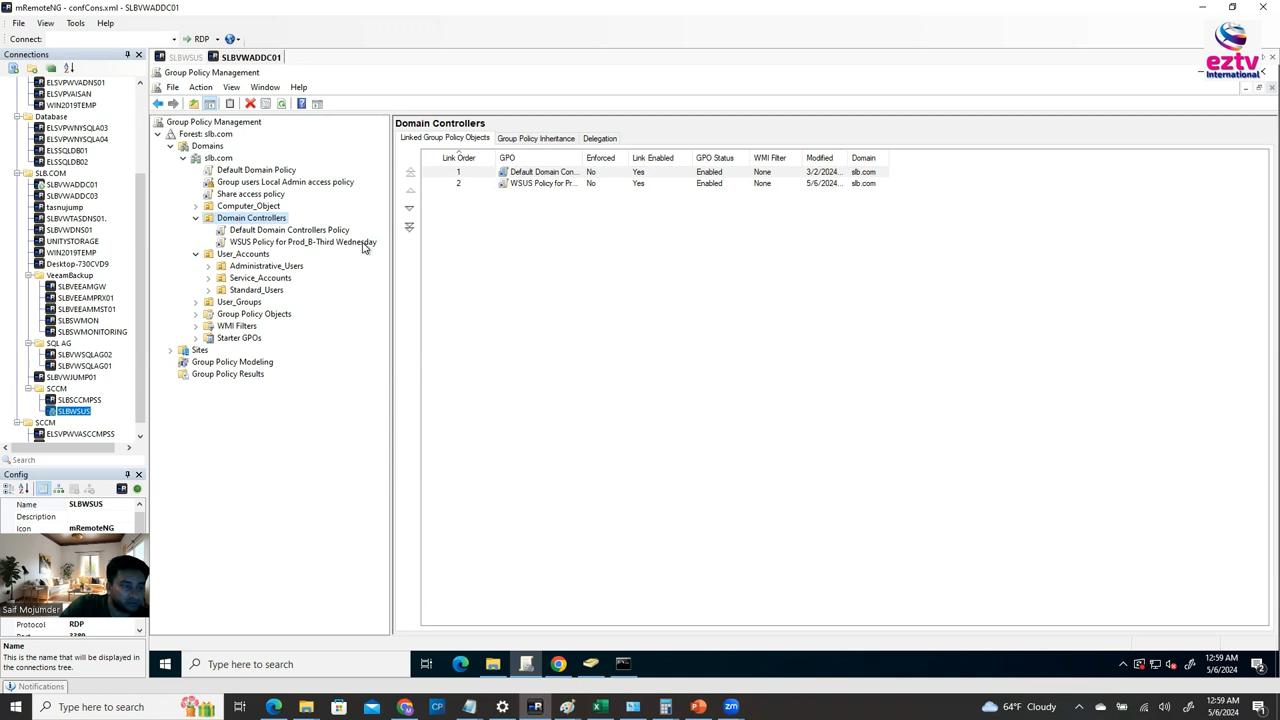 mRemoteNG - confCons.xml - SLBVWADDC01
File View Tools Help
Connect: RDP
eztv
International
Connections
SLBWSUS SLBVWADDC01
Group Policy Management
File Action View Window Help
ELSVPWVADNS01
ELSVPWVAISAN
WIN2019TEMP
Database
ELSVPWNYSQLA03
ELSVPWNYSQLA04
ELSSQLDB01
ELSSQLDB02
SLB.COM
SLBVWADDC01
SLBVWADDC03
tasnujump
SLBVWTASDNS01.
SLBVWDNS01
UNITYSTORAGE
WIN2019TEMP
Desktop-730CVD9
VeeamBackup
SLBVEEAMGW
SLBVEEAMPRX01
SLBVEEAMMST01
SLBSWMON
SLBSWMONITORING
SQL AG
SLBVWSQLAG02
SLBVWSQLAG01
SLBVWJUMP01
SCCM
SLBSCCMPSS
SLBWSUS
SCCM
ELSVPWVASCCMPSS
Search
Config
Name SLBWSUS
Description
Icon mRemoteNG
Saif Mojumder
Protocol RDP
Name
This is the name that will be displayed in
the connections tree.
Notifications
Group Policy Management
Forest: slb.com
Domains
slb.com
Default Domain Policy
Group users Local Admin access policy
Share access policy
Computer_Object
Domain Controllers
Default Domain Controllers Policy
WSUS Policy for Prod_B-Third Wednesday
User_Accounts
Administrative_Users
Service_Accounts
Standard_Users
User_Groups
Group Policy Objects
WMI Filters
Starter GPOs
Sites
Group Policy Modeling
Group Policy Results
Domain Controllers
Linked Group Policy Objects Group Policy Inheritance Delegation
Link Order GPO Enforced Link Enabled GPO Status WMI Filter Modified Domain
1 Default Domain Con... No Yes Enabled None 3/2/2024... slb.com
2 WSUS Policy for Pr... No Yes Enabled None 5/6/2024... slb.com
Type here to search
12:59 AM
5/6/2024
2
Type here to search
64°F Cloudy
12:59 AM
5/6/2024
1